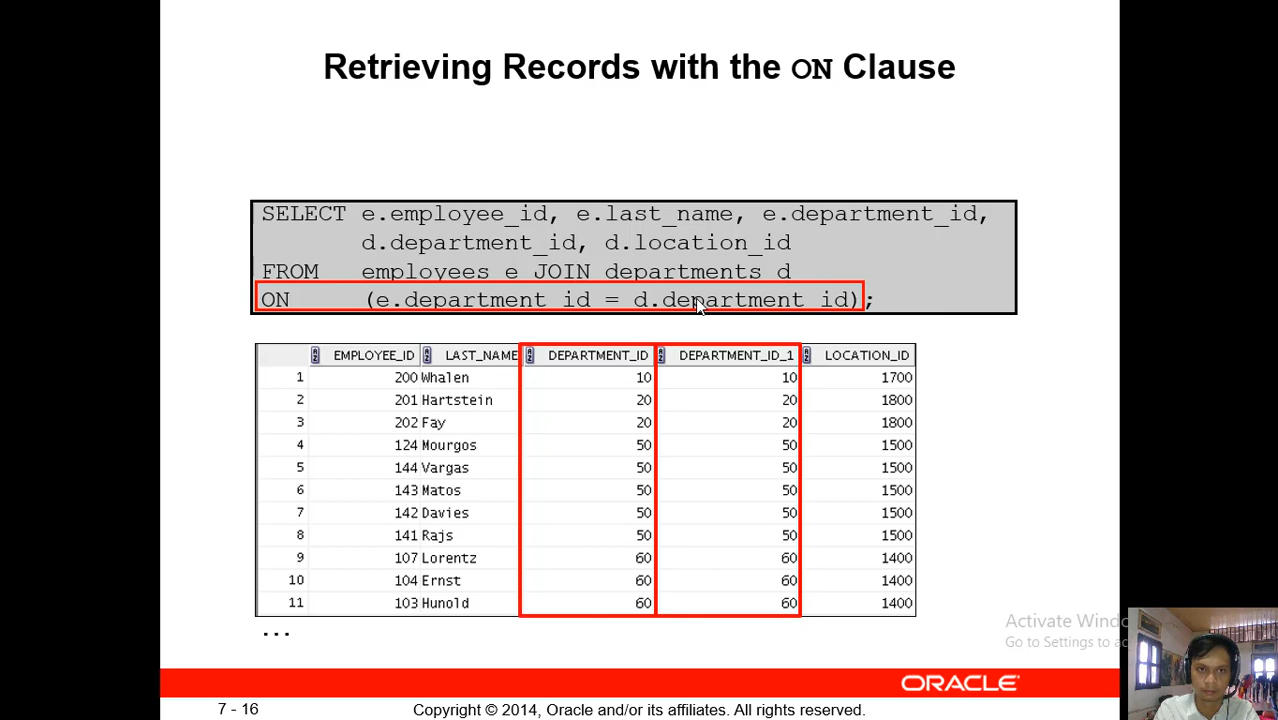 Retrieving Records with the ON Clause
SELECT e.employee_id, e.last_name, e.department_id,
d.department_id, d.location_id
FROM employees e JOIN departments d
ON (e.department_id = d.department_id);
EMPLOYEE_ID LAST_NAME DEPARTMENT_ID DEPARTMENT_ID_1 LOCATION_ID
1 200 Whalen 10 10 1700
2 201 Hartstein 20 20 1800
3 202 Fay 20 20 1800
4 124 Mourgos 50 50 1500
5 144 Vargas 50 50 1500
6 143 Matos 50 50 1500
7 142 Davies 50 50 1500
8 141 Rajs 50 50 1500
9 107 Lorentz 60 60 1400
10 104 Ernst 60 60 1400
11 103 Hunold 60 60 1400
...
Activate Windo
Go to Settings to ac
ORACLE
7 - 16
Copyright © 2014, Oracle and/or its affiliates. All rights reserved.